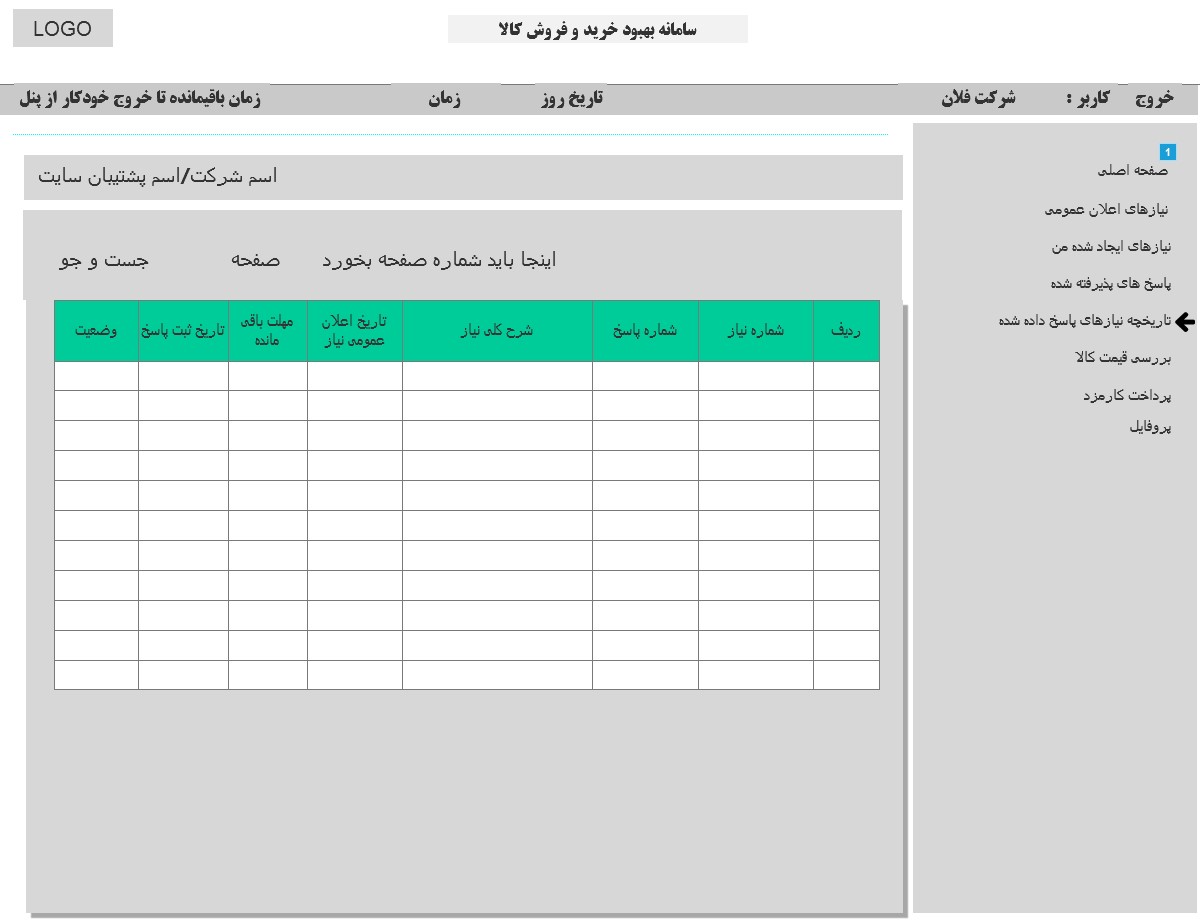 LOGO
سامانه بهبود خرید و فروش کالا
خروج
کاربر :
شرکت فلان
تاریخ روز
زمان
زمان باقیمانده تا خروج خودکار از پنل
1
صفحه اصلی
نیازهای اعلان عمومی
نیازهای ایجاد شده من
پاسخ های پذیرفته شده
تاریخچه نیازهای پاسخ داده شده
بررسی قیمت کالا
پرداخت کارمزد
پروفایل
اسم شرکت/اسم پشتیبان سایت
اینجا باید شماره صفحه بخورد
صفحه
جست و جو
ردیف
شماره نیاز
شماره پاسخ
شرح کلی نیاز
تاریخ اعلان
عمومی نیاز
مهلت باقی
مانده
تاریخ ثبت پاسخ
وضعیت